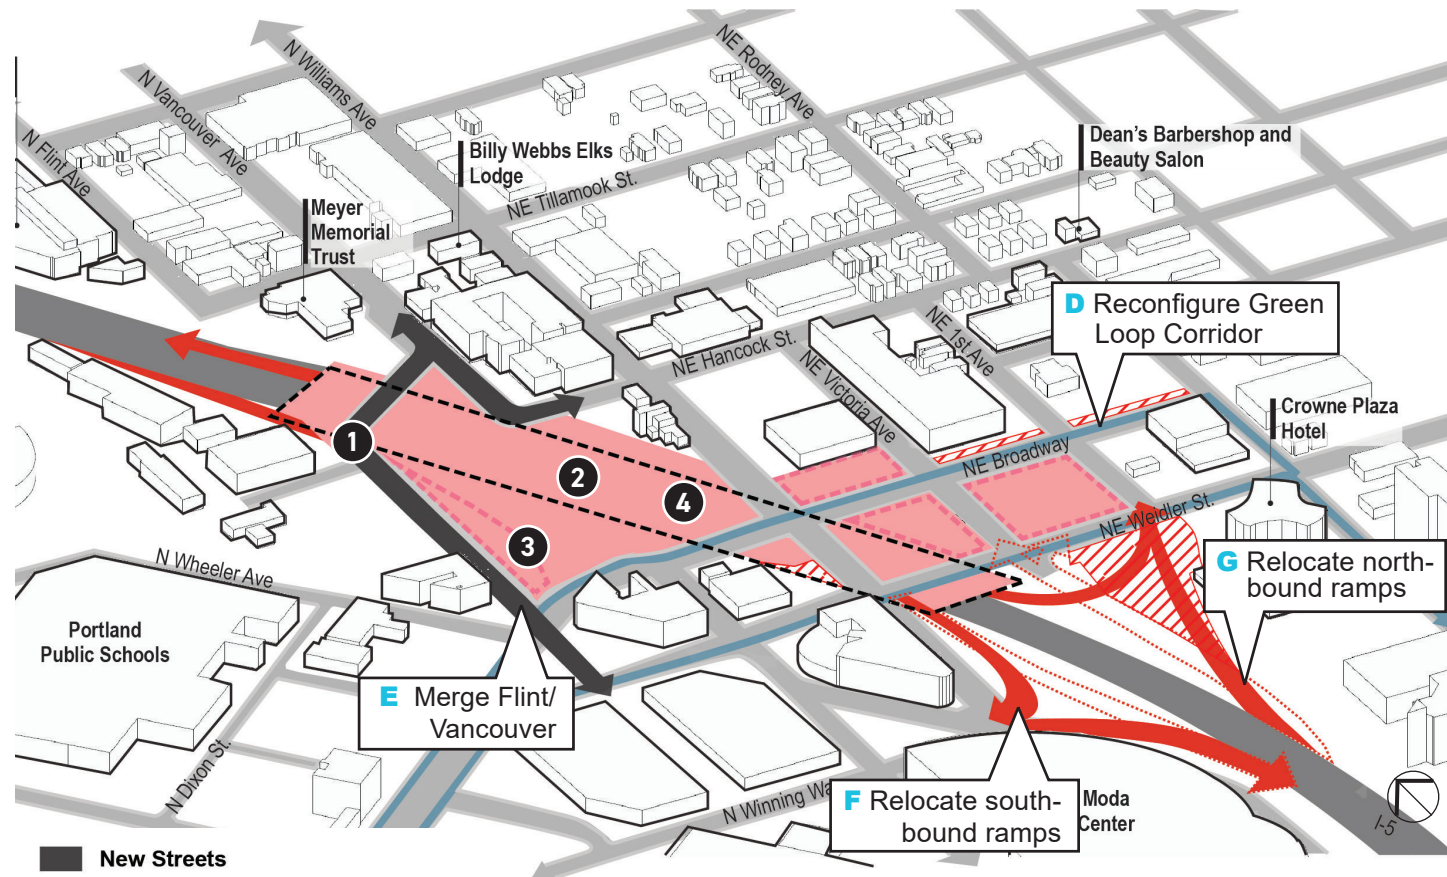 N Williams Ave
NE Rodney Ave
N Vancouver Ave
N Flint Ave
Dean's Barbershop and
Beauty Salon
Billy Webbs Elks
Lodge
NE Tillamook St.
Meyer
Memorial
Trust
D Reconfigure Green
Loop Corridor
NE 1st Ave
NE Hancock St.
NE Victoria Ave
Crowne Plaza
Hotel
1
NE Broadway
2
4
NE Weidler St.
3
N Wheeler Ave
G Relocate north-
bound ramps
Portland
Public Schools
E Merge Flint/
Vancouver
N Dixon St.
N Winning Wa
F Relocate south-
bound ramps
Moda
Center
I-5
New Streets